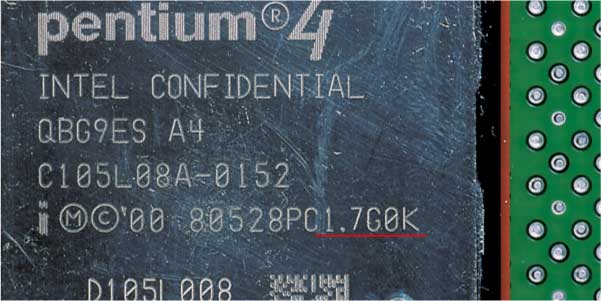 pentium®4
INTEL CONFIDENTIAL
QBG9ES A4
C105L08A-0152
i Ⓜ©'00 80528PC1.7G0K
D105L008